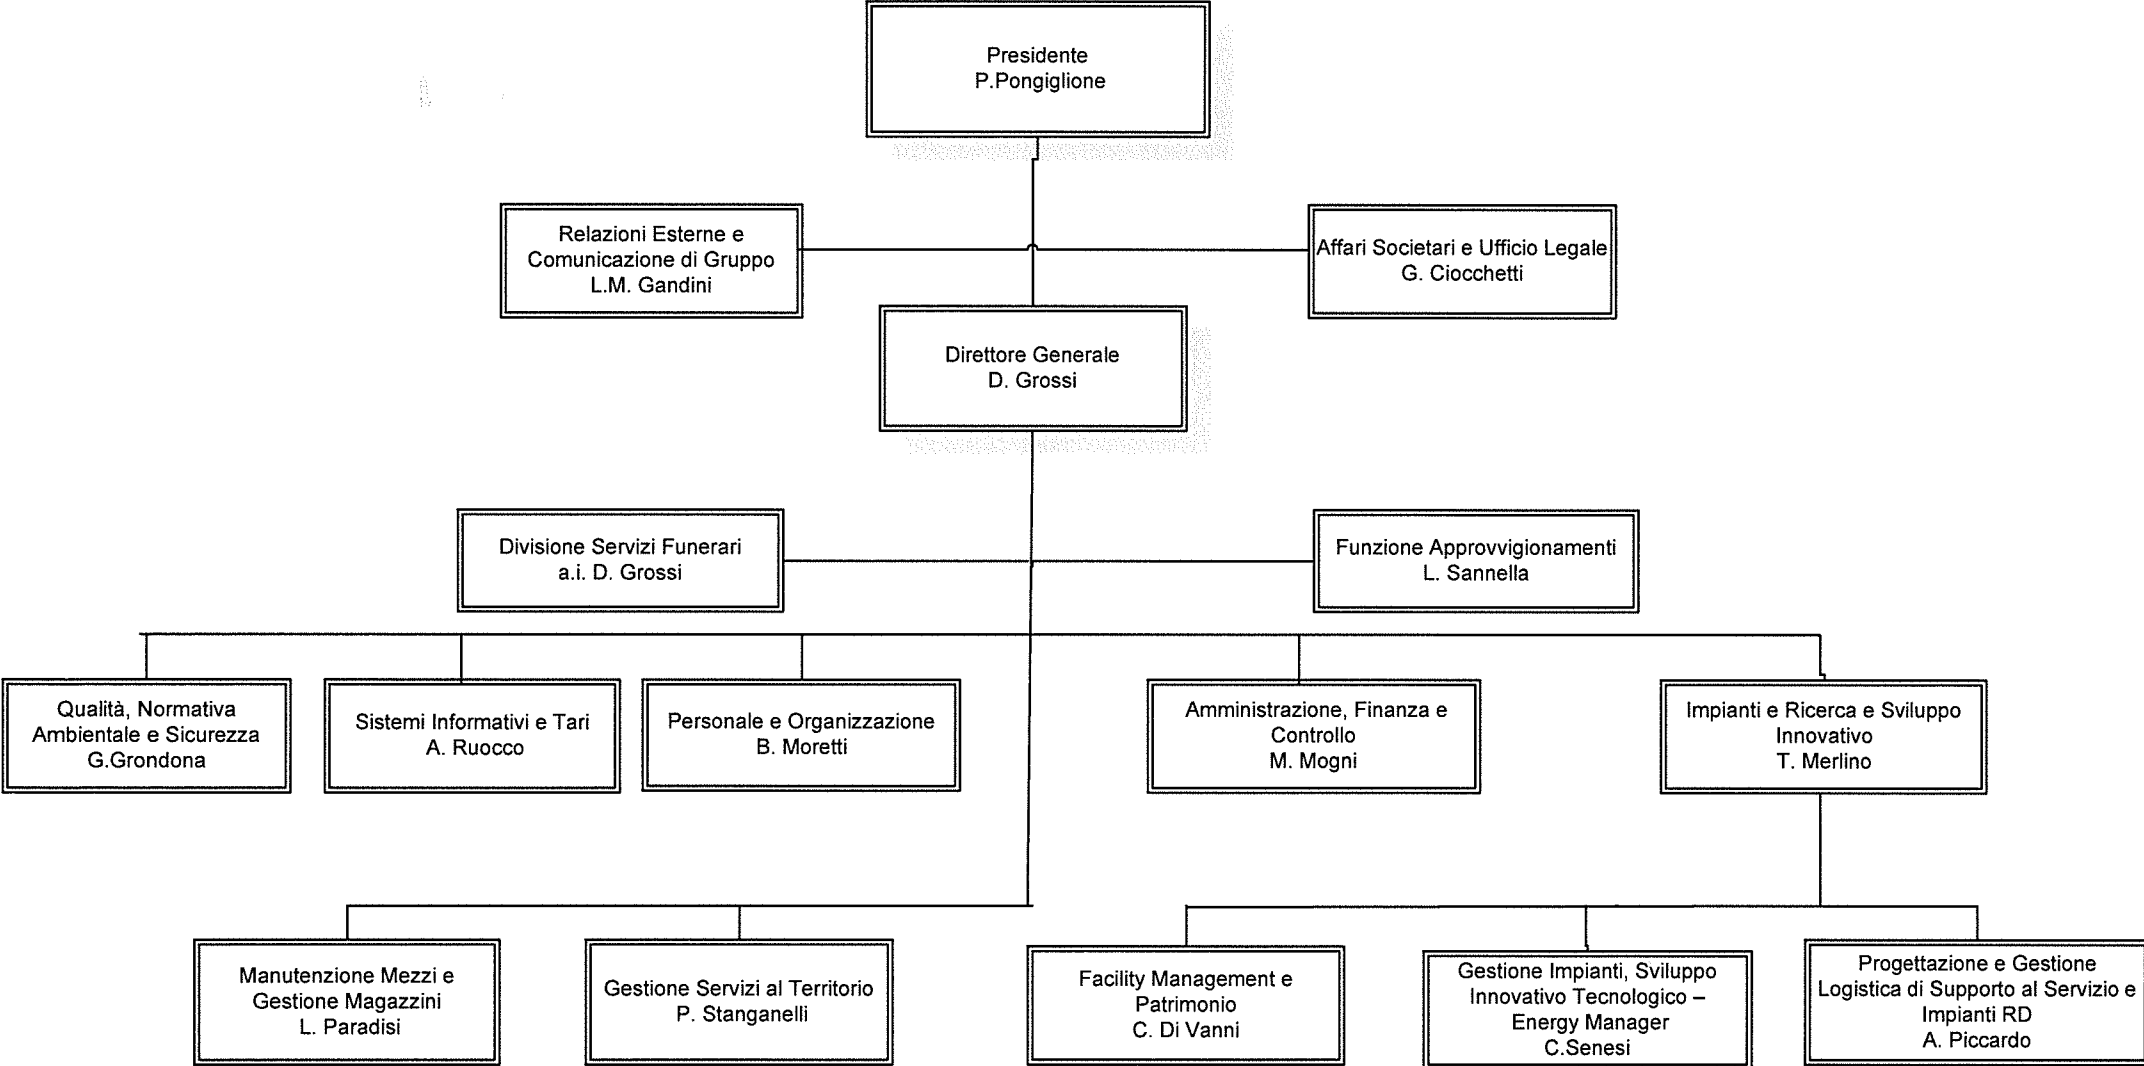 Presidente
P.Pongiglione
Relazioni Esterne e
Comunicazione di Gruppo
L.M. Gandini
Affari Societari e Ufficio Legale
G. Ciocchetti
Direttore Generale
D. Grossi
Divisione Servizi Funerari
a.i. D. Grossi
Funzione Approvvigionamenti
L. Sannella
Qualità, Normativa
Ambientale e Sicurezza
G.Grondona
Sistemi Informativi e Tari
A. Ruocco
Personale e Organizzazione
B. Moretti
Amministrazione, Finanza e
Controllo
M. Mogni
Impianti e Ricerca e Sviluppo
Innovativo
T. Merlino
Manutenzione Mezzi e
Gestione Magazzini
L. Paradisi
Gestione Servizi al Territorio
P. Stanganelli
Facility Management e
Patrimonio
C. Di Vanni
Gestione Impianti, Sviluppo
Innovativo Tecnologico –
Energy Manager
C.Senesi
Progettazione e Gestione
Logistica di Supporto al Servizio e
Impianti RD
A. Piccardo